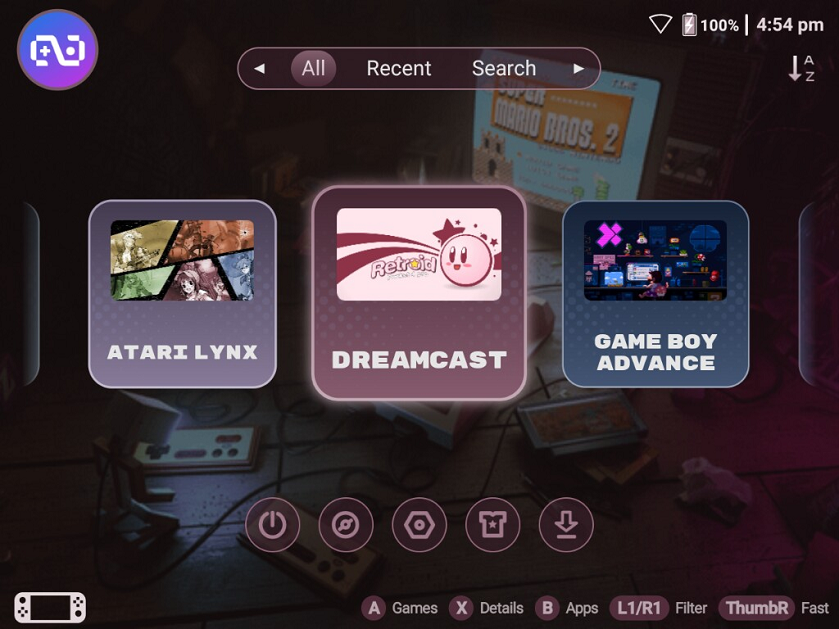 100% | 4:54 pm
All Recent Search
A
Z
SUPER
MARIO BROS. 2
TIME
Retroid
ATARI LYNX
DREAMCAST
GAME BOY
ADVANCE
A Games X Details B Apps L1/R1 Filter ThumbR Fast